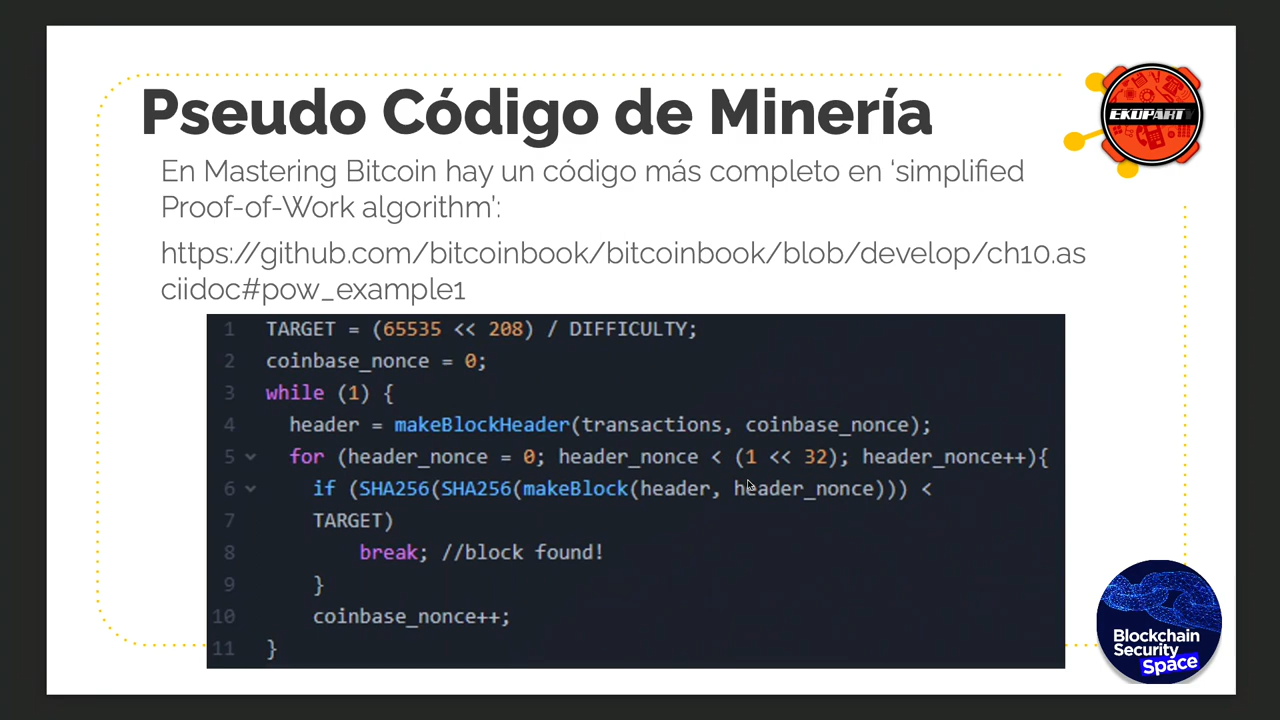 Pseudo Código de Minería
EKOPARTY
En Mastering Bitcoin hay un código más completo en ‘simplified
Proof-of-Work algorithm’:
https://github.com/bitcoinbook/bitcoinbook/blob/develop/ch10.as
ciidoc#pow_example1
1 TARGET = (65535 << 208) / DIFFICULTY;
2 coinbase_nonce = 0;
3 while (1) {
4 header = makeBlockHeader(transactions, coinbase_nonce);
5 for (header_nonce = 0; header_nonce < (1 << 32); header_nonce++){
6 if (SHA256(SHA256(makeBlock(header, header_nonce))) <
7 TARGET)
8 break; //block found!
9 }
10 coinbase_nonce++;
11 }
Blockchain
Security
Space